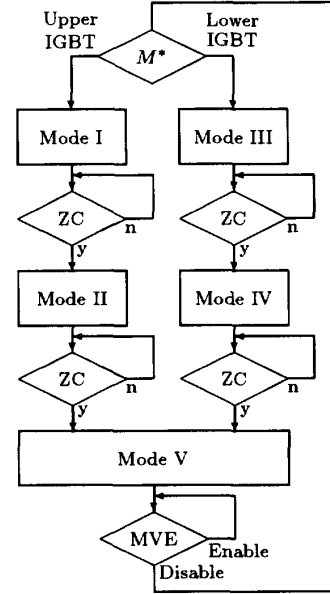 Upper
IGBT
Lower
IGBT
M*
Mode I
Mode III
ZC
n
y
ZC
n
y
Mode II
Mode IV
ZC
n
y
ZC
n
y
Mode V
MVE
Enable
Disable